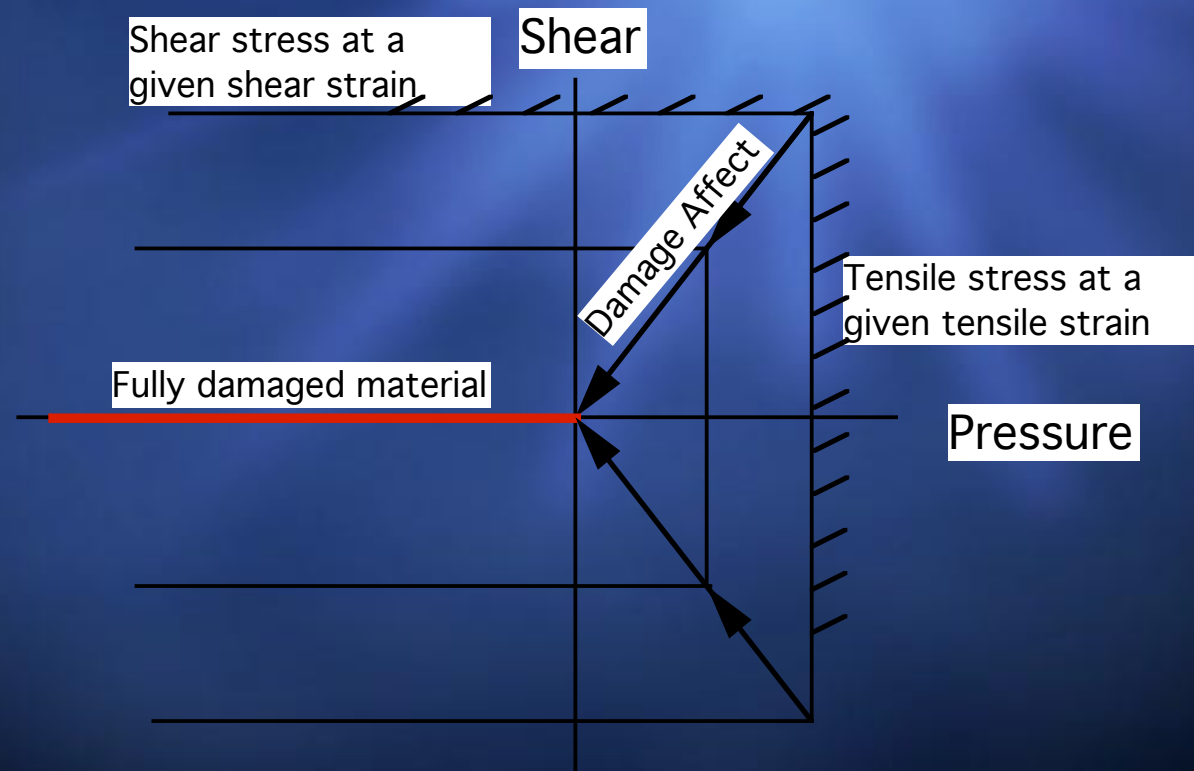 Shear stress at a
given shear strain
Shear
Damage Affect
Tensile stress at a
given tensile strain
Fully damaged material
Pressure